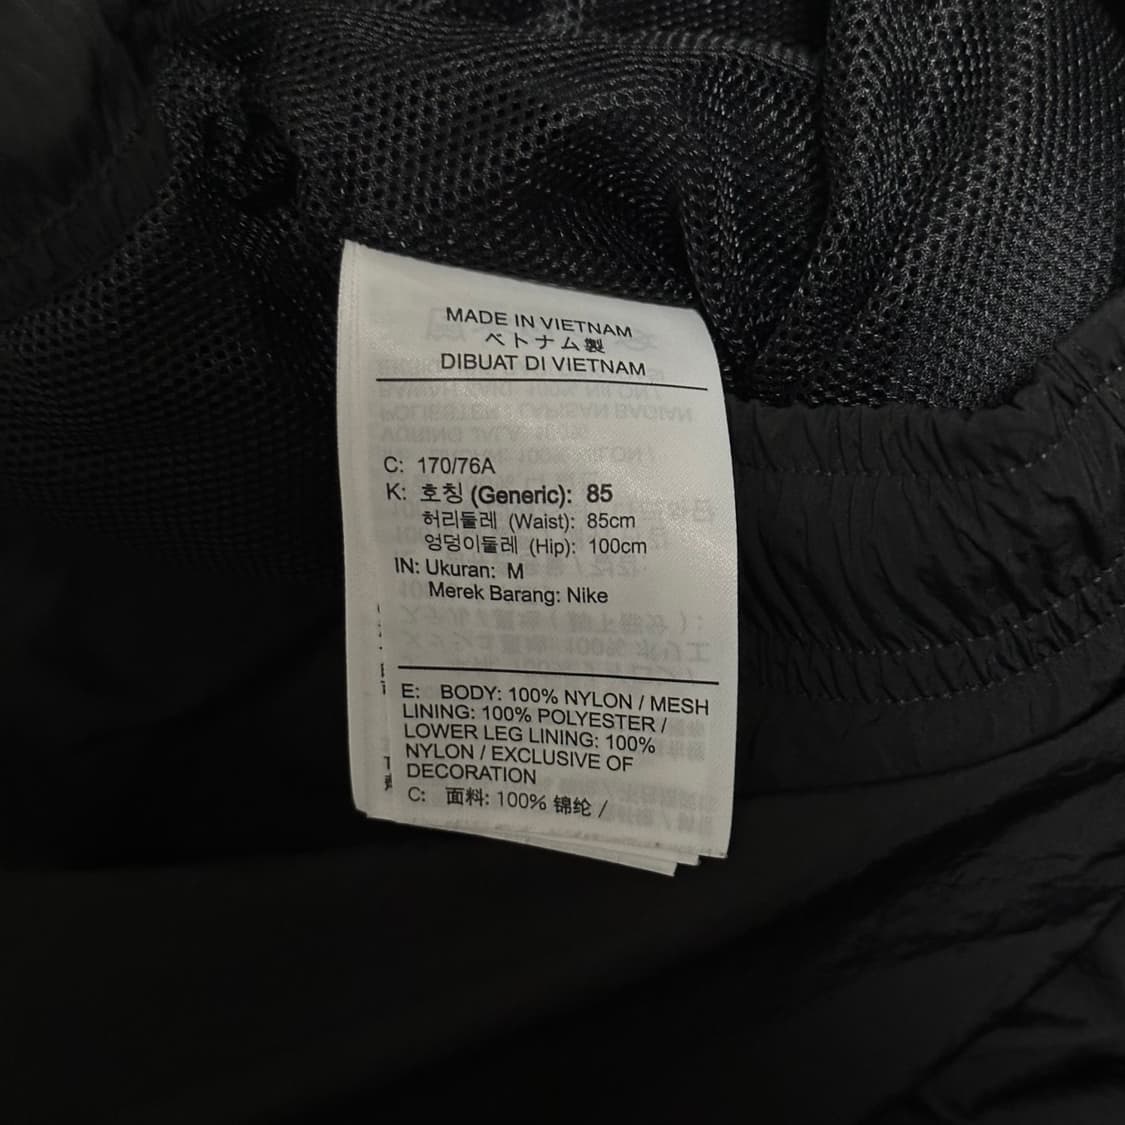 MADE IN VIETNAM
ベトナム製
DIBUAT DI VIETNAM
C: 170/76A
K: 호칭 (Generic): 85
허리둘레 (Waist): 85cm
엉덩이둘레 (Hip): 100cm
IN: Ukuran: M
Merek Barang: Nike
E: BODY: 100% NYLON / MESH
LINING: 100% POLYESTER /
LOWER LEG LINING: 100%
NYLON / EXCLUSIVE OF
DECORATION
C: 面料: 100% 锦纶 /